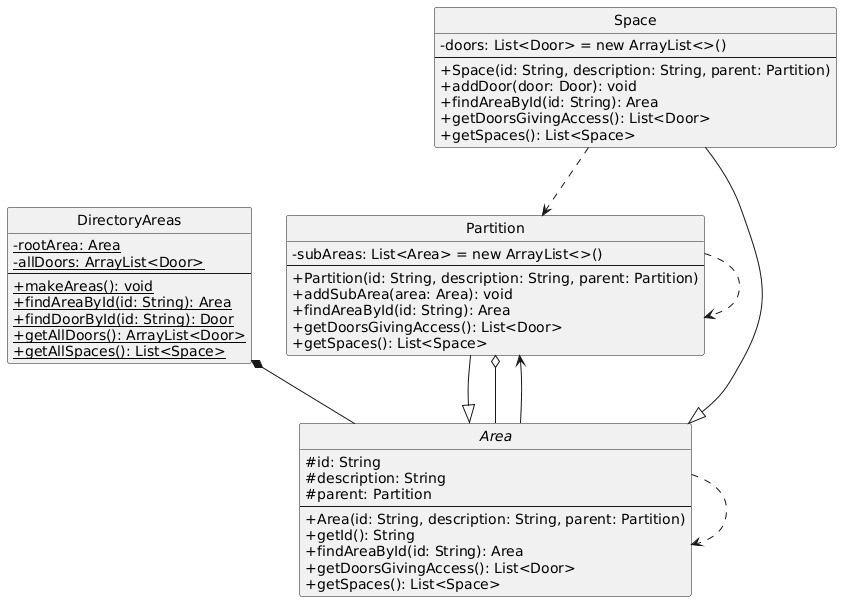 Space
-doors: List<Door> = new ArrayList<>()
+Space(id: String, description: String, parent: Partition)
+addDoor(door: Door): void
+findAreaById(id: String): Area
+getDoorsGivingAccess(): List<Door>
+getSpaces(): List<Space>
DirectoryAreas
-rootArea: Area
-allDoors: ArrayList<Door>
+makeAreas(): void
+findAreaById(id: String): Area
+findDoorById(id: String): Door
+getAllDoors(): ArrayList<Door>
+getAllSpaces(): List<Space>
Partition
-subAreas: List<Area> = new ArrayList<>()
+Partition(id: String, description: String, parent: Partition)
+addSubArea(area: Area): void
+findAreaById(id: String): Area
+getDoorsGivingAccess(): List<Door>
+getSpaces(): List<Space>
Area
#id: String
#description: String
#parent: Partition
+Area(id: String, description: String, parent: Partition)
+getId(): String
+findAreaById(id: String): Area
+getDoorsGivingAccess(): List<Door>
+getSpaces(): List<Space>